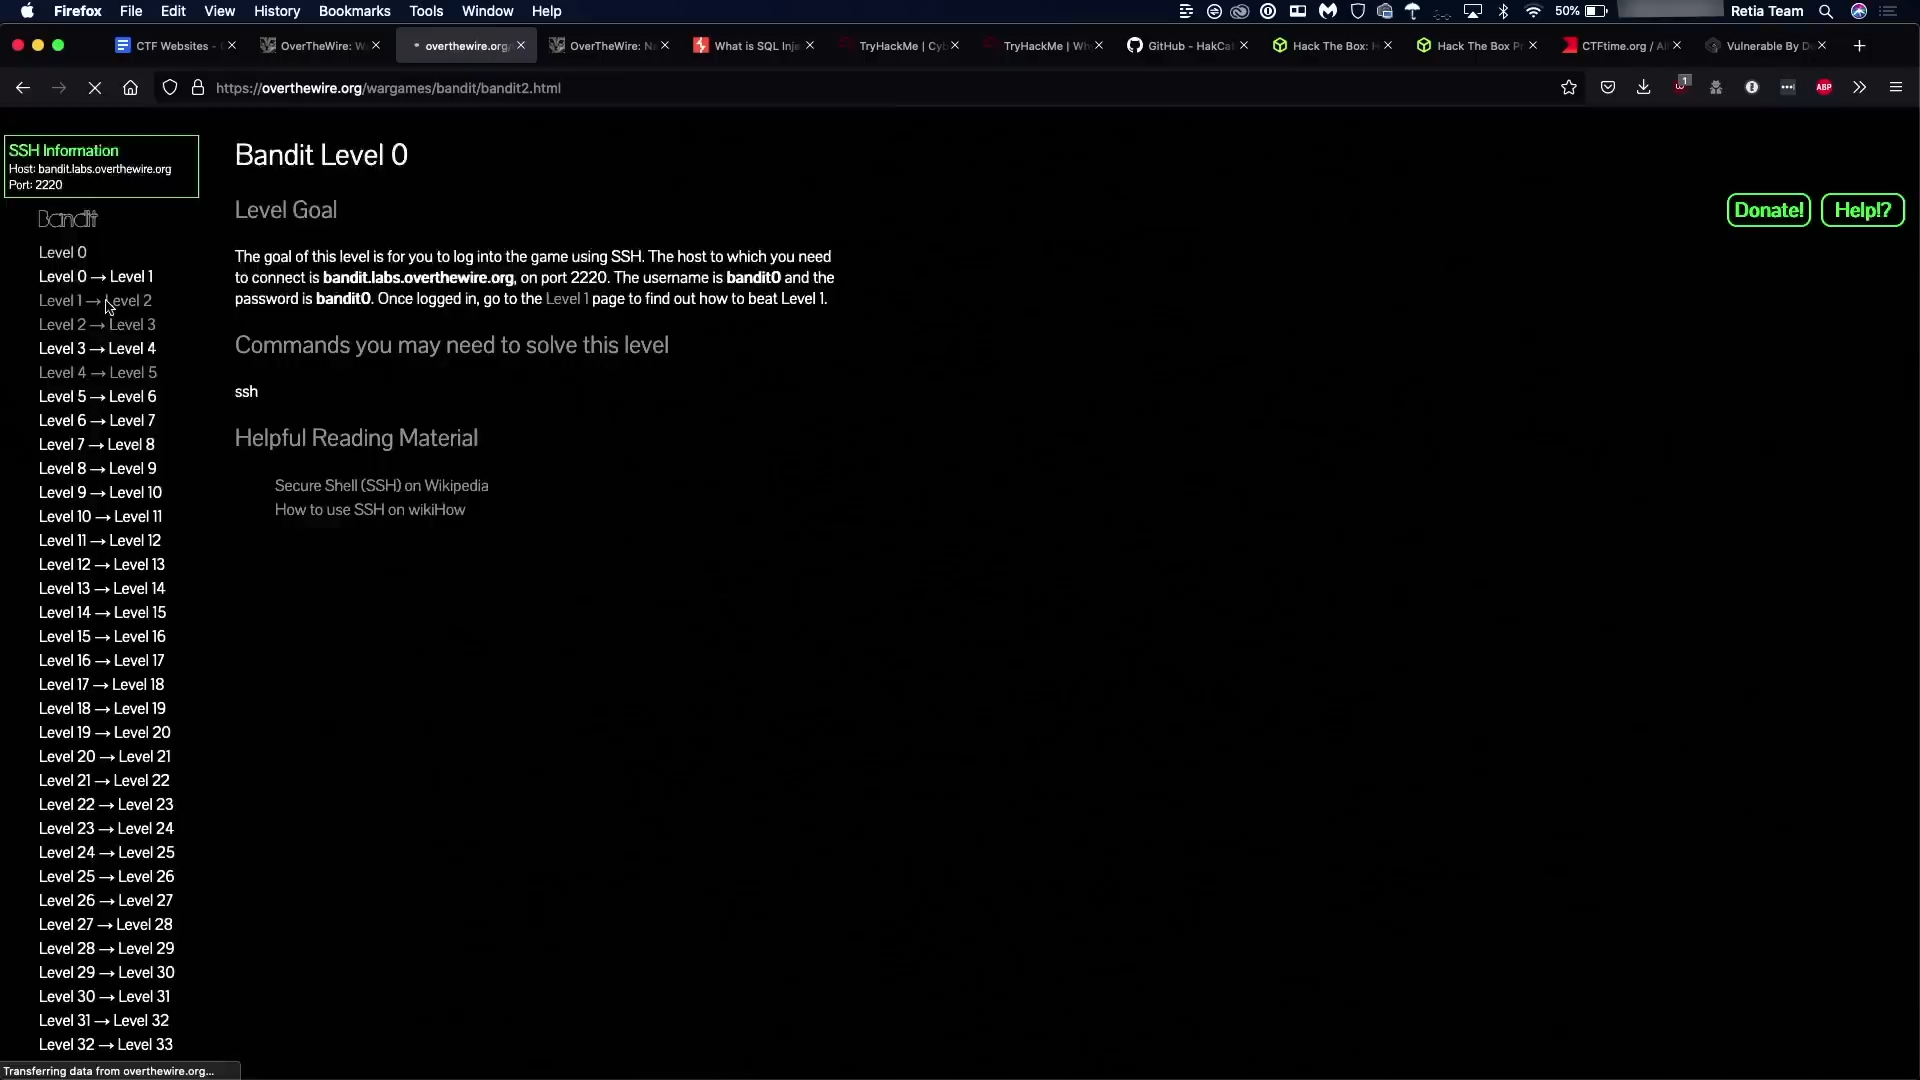 Firefox File Edit View History Bookmarks Tools Window Help 50% Retia Team
CTF Websites - OverTheWire: W overthewire.org/ OverTheWire: Na What is SQL Inje TryHackMe | Cyb TryHackMe | Wh GitHub - HakCa Hack The Box: H Hack The Box P CTFtime.org / Al Vulnerable By De
https://overthewire.org/wargames/bandit/bandit2.html 1 ABP
SSH Information
Host: bandit.labs.overthewire.org
Port: 2220
Bandit
Level 0
Level 0 → Level 1
Level 1 → Level 2
Level 2 → Level 3
Level 3 → Level 4
Level 4 → Level 5
Level 5 → Level 6
Level 6 → Level 7
Level 7 → Level 8
Level 8 → Level 9
Level 9 → Level 10
Level 10 → Level 11
Level 11 → Level 12
Level 12 → Level 13
Level 13 → Level 14
Level 14 → Level 15
Level 15 → Level 16
Level 16 → Level 17
Level 17 → Level 18
Level 18 → Level 19
Level 19 → Level 20
Level 20 → Level 21
Level 21 → Level 22
Level 22 → Level 23
Level 23 → Level 24
Level 24 → Level 25
Level 25 → Level 26
Level 26 → Level 27
Level 27 → Level 28
Level 28 → Level 29
Level 29 → Level 30
Level 30 → Level 31
Level 31 → Level 32
Level 32 → Level 33
Bandit Level 0
Level Goal
The goal of this level is for you to log into the game using SSH. The host to which you need
to connect is bandit.labs.overthewire.org, on port 2220. The username is bandit0 and the
password is bandit0. Once logged in, go to the Level 1 page to find out how to beat Level 1.
Commands you may need to solve this level
ssh
Helpful Reading Material
Secure Shell (SSH) on Wikipedia
How to use SSH on wikiHow
Donate! Help!?
Transferring data from overthewire.org...